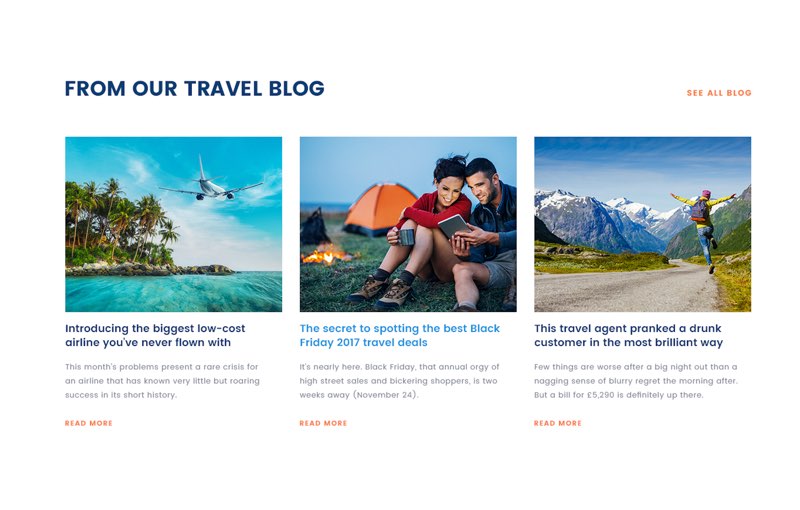 FROM OUR TRAVEL BLOG
SEE ALL BLOG
Introducing the biggest low-cost
airline you've never flown with
This month's problems present a rare crisis for
an airline that has known very little but roaring
success in its short history.
READ MORE
The secret to spotting the best Black
Friday 2017 travel deals
It's nearly here. Black Friday, that annual orgy of
high street sales and bickering shoppers, is two
weeks away (November 24).
READ MORE
This travel agent pranked a drunk
customer in the most brilliant way
Few things are worse after a big night out than a
nagging sense of blurry regret the morning after.
But a bill for £5,290 is definitely up there.
READ MORE